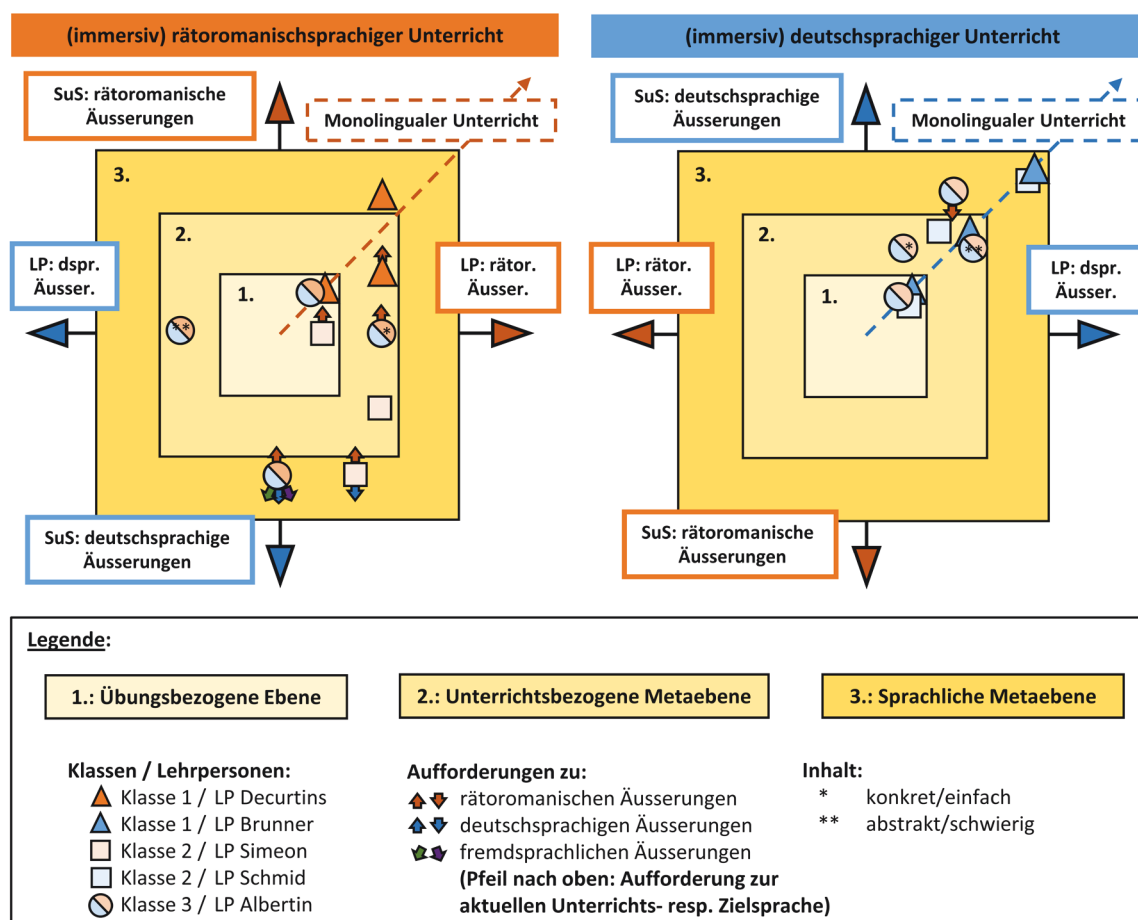 (immersiv) rätoromanischsprachiger Unterricht
SuS: rätoromanische
Äusserungen
Monolingualer Unterricht
3.
2.
1.
LP: dspr.
Äusser.
LP: rätor.
Äusser.
**
*
SuS: deutschsprachige
Äusserungen
(immersiv) deutschsprachiger Unterricht
SuS: deutschsprachige
Äusserungen
Monolingualer Unterricht
3.
2.
1.
*
**
LP: rätor.
Äusser.
LP: dspr.
Äusser.
SuS: rätoromanische
Äusserungen
Legende:
1.: Übungsbezogene Ebene
2.: Unterrichtsbezogene Metaebene
3.: Sprachliche Metaebene
Klassen / Lehrpersonen:
Klasse 1 / LP Decurtins
Klasse 1 / LP Brunner
Klasse 2 / LP Simeon
Klasse 2 / LP Schmid
Klasse 3 / LP Albertin
Aufforderungen zu:
rätoromanischen Äusserungen
deutschsprachigen Äusserungen
fremdsprachlichen Äusserungen
(Pfeil nach oben: Aufforderung zur
aktuellen Unterrichts- resp. Zielsprache)
Inhalt:
* konkret/einfach
** abstrakt/schwierig